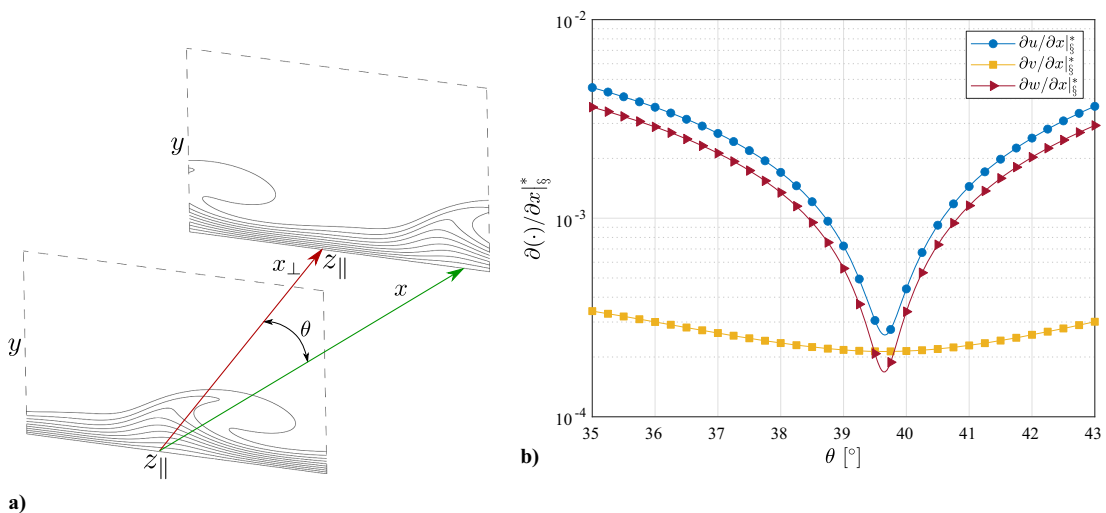 y
x⊥
z∥
x
θ
y
z∥
a)
10⁻²
10⁻³
10⁻⁴
∂(·)/∂x|§*
∂u/∂x|§*
∂v/∂x|§*
∂w/∂x|§*
35 36 37 38 39 40 41 42 43
θ [°]
b)